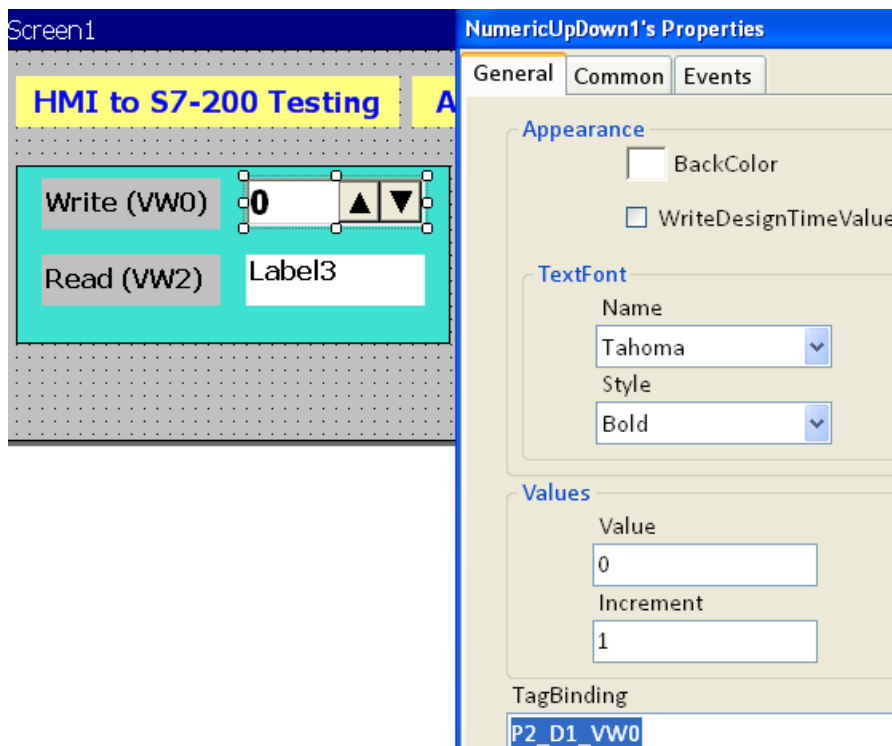 Screen1
HMI to S7-200 Testing
A
Write (VW0)
0
Read (VW2)
Label3
NumericUpDown1's Properties
General
Common
Events
Appearance
BackColor
WriteDesignTimeValue
TextFont
Name
Tahoma
Style
Bold
Values
Value
0
Increment
1
TagBinding
P2_D1_VW0